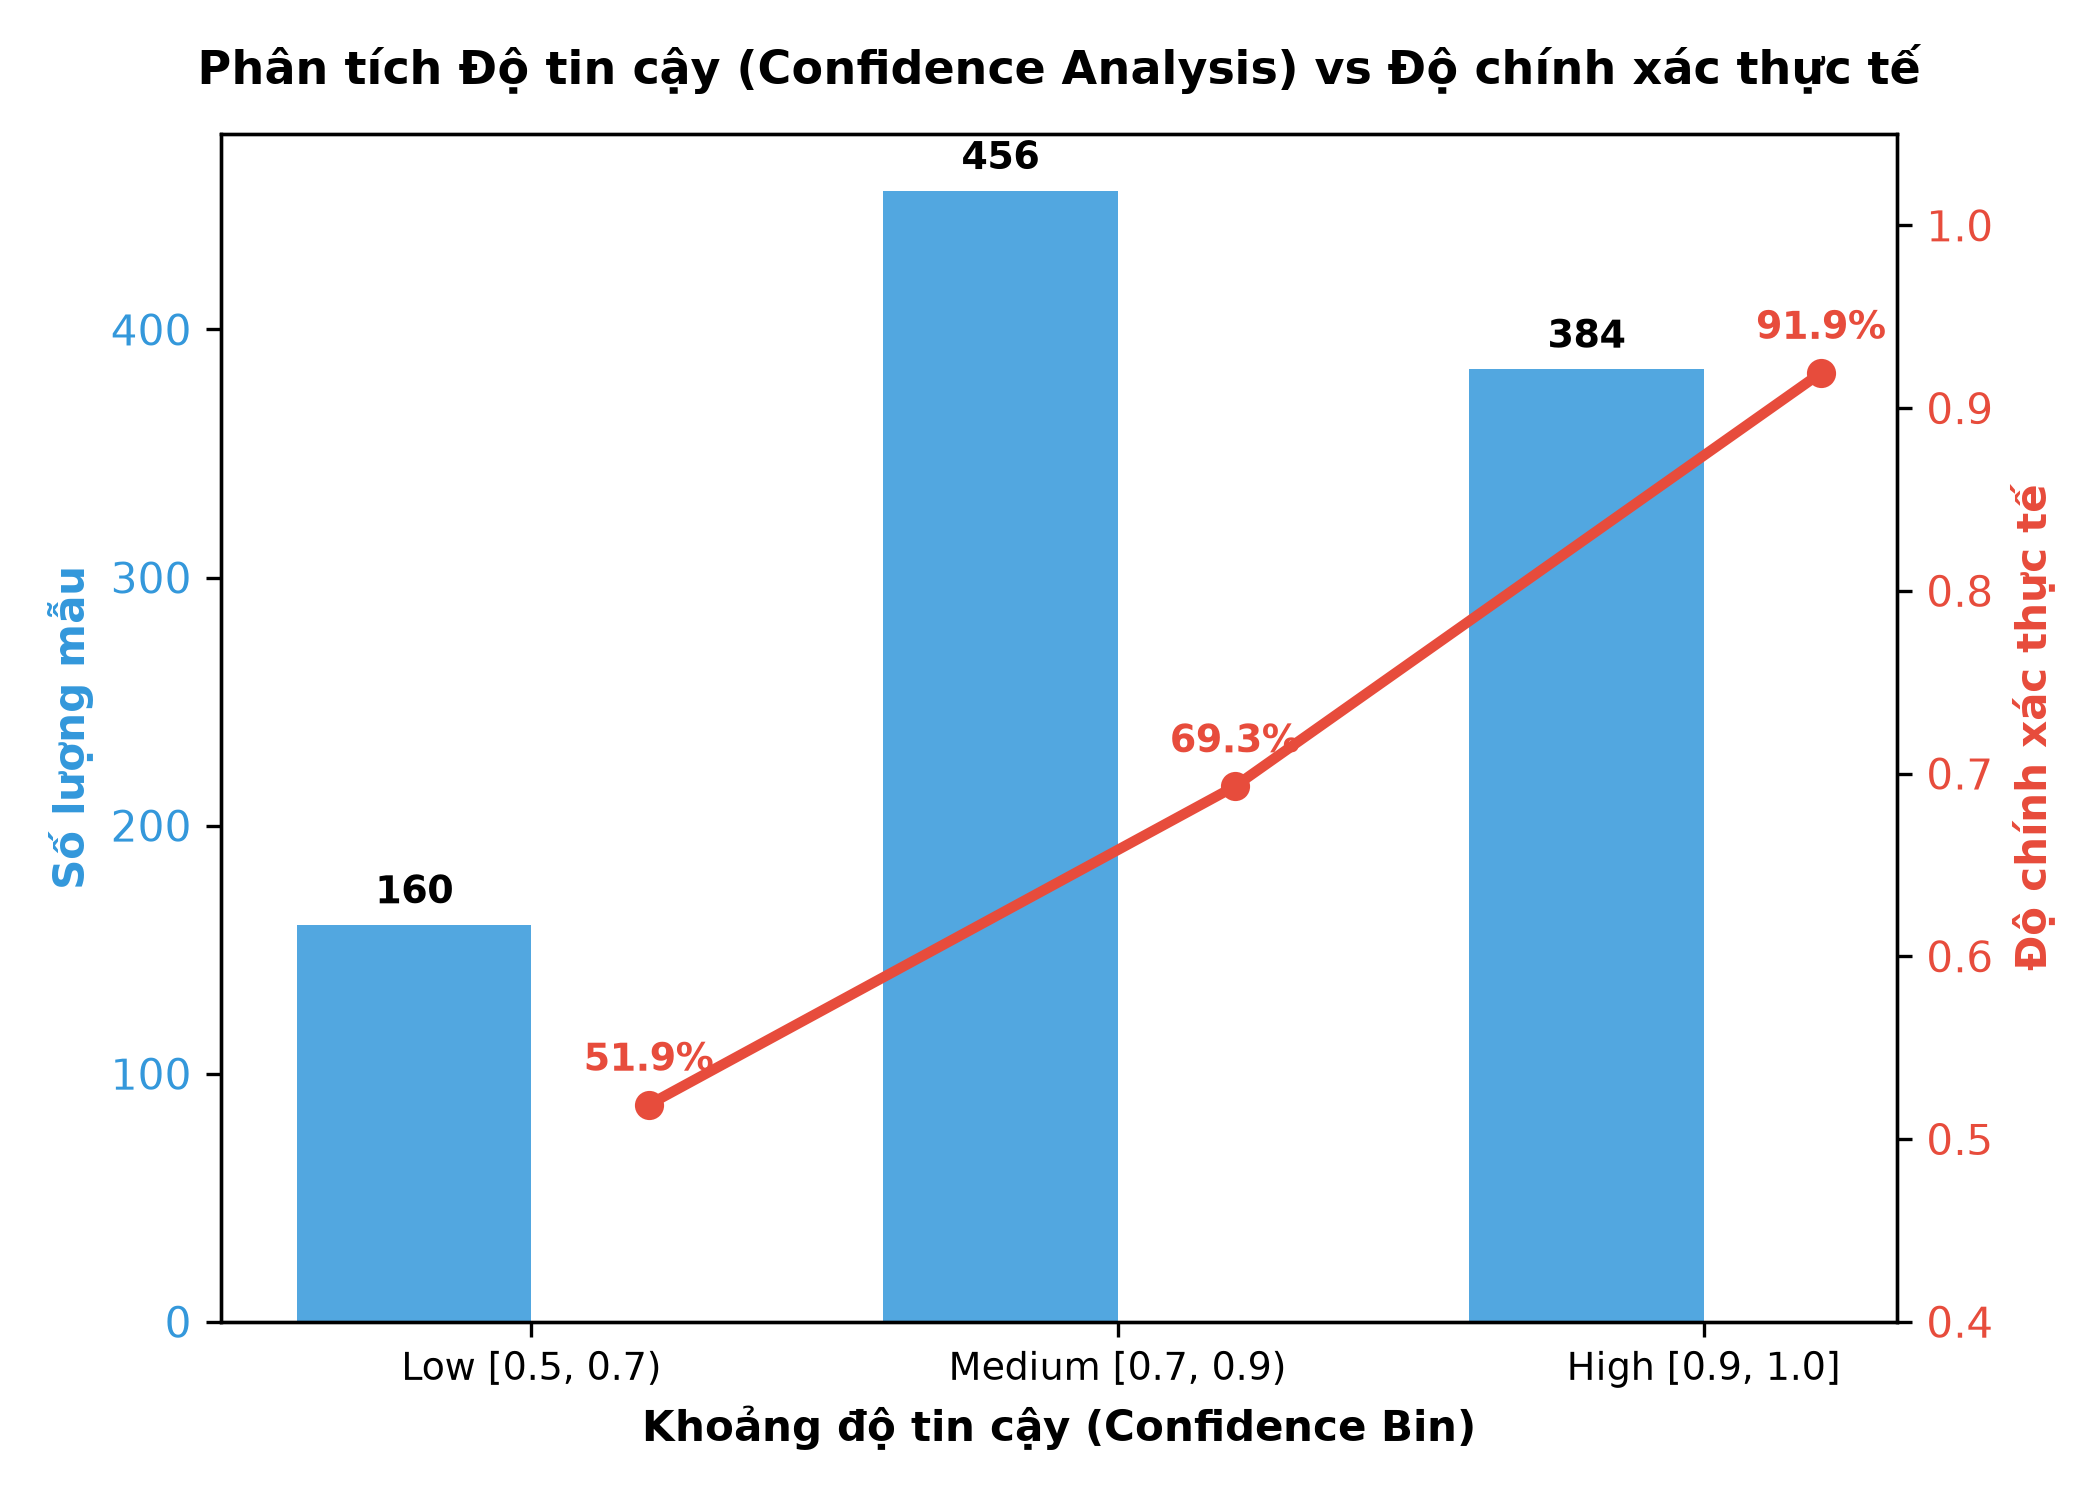 Phân tích Độ tin cậy (Confidence Analysis) vs Độ chính xác thực tế
456
1.0
400
384
91.9%
0.9
300
0.8
69.3%
0.7
200
160
0.6
51.9%
100
0.5
0
0.4
Số lượng mẫu
Độ chính xác thực tế
Low [0.5, 0.7)
Medium [0.7, 0.9)
High [0.9, 1.0]
Khoảng độ tin cậy (Confidence Bin)